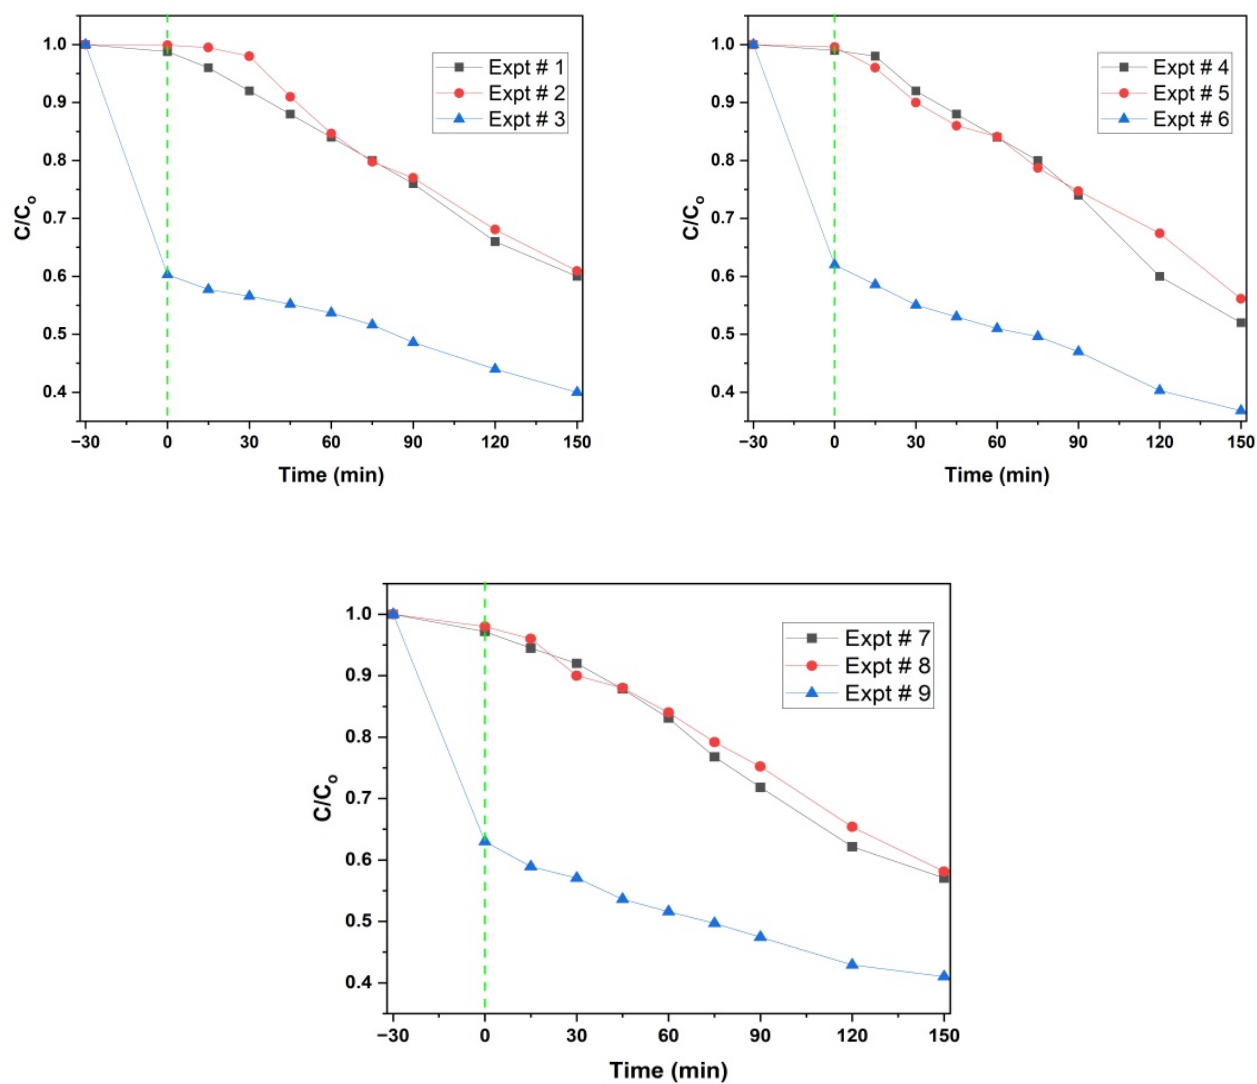 1.0
0.9
0.8
0.7
0.6
0.5
0.4
C/Co
Expt # 1
Expt # 2
Expt # 3
−30 0 30 60 90 120 150
Time (min)
1.0
0.9
0.8
0.7
0.6
0.5
0.4
C/Co
Expt # 4
Expt # 5
Expt # 6
−30 0 30 60 90 120 150
Time (min)
1.0
0.9
0.8
0.7
0.6
0.5
0.4
C/Co
Expt # 7
Expt # 8
Expt # 9
−30 0 30 60 90 120 150
Time (min)